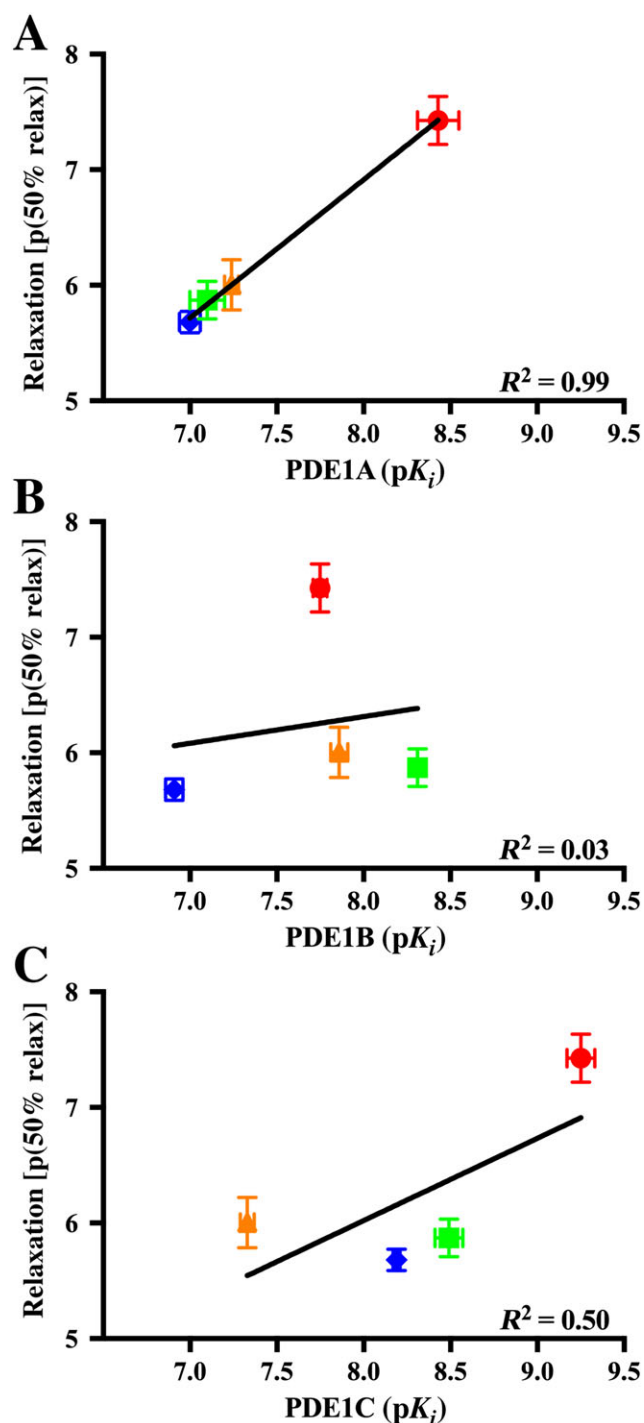 A
Relaxation [p(50% relax)]
8
7
6
5
R² = 0.99
7.0 7.5 8.0 8.5 9.0 9.5
PDE1A (pKi)
B
Relaxation [p(50% relax)]
8
7
6
5
R² = 0.03
7.0 7.5 8.0 8.5 9.0 9.5
PDE1B (pKi)
C
Relaxation [p(50% relax)]
8
7
6
5
R² = 0.50
7.0 7.5 8.0 8.5 9.0 9.5
PDE1C (pKi)